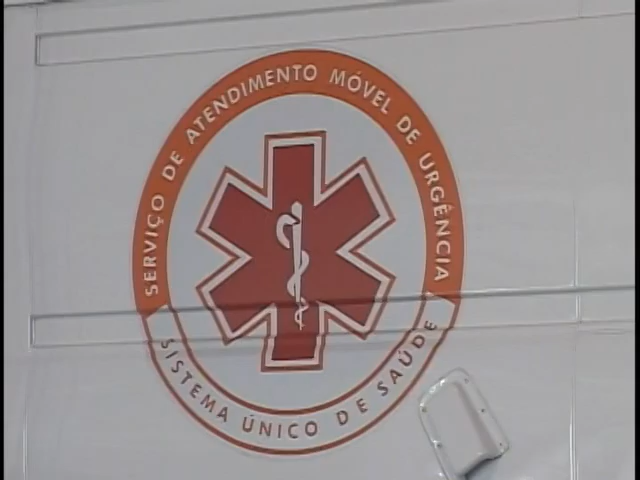 SERVIÇO DE ATENDIMENTO MÓVEL DE URGÊNCIA
SISTEMA ÚNICO DE SAÚDE